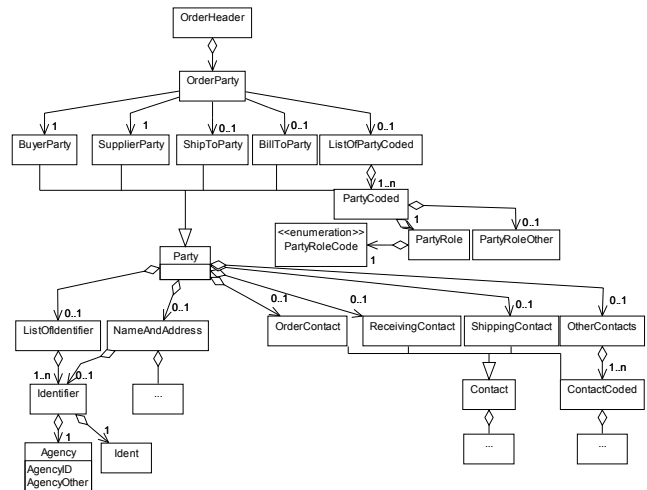 OrderHeader
OrderParty
1
1
0..1
0..1
0..1
BuyerParty
SupplierParty
ShipToParty
BillToParty
ListOfPartyCoded
1..n
PartyCoded
1
0..1
<<enumeration>>
PartyRoleCode
1
PartyRole
PartyRoleOther
Party
0..1
0..1
0..1
0..1
0..1
0..1
ListOfIdentifier
NameAndAddress
OrderContact
ReceivingContact
ShippingContact
OtherContacts
1..n
0..1
1..n
Identifier
...
Contact
ContactCoded
1
1
Agency
AgencyID
AgencyOther
Ident
...
...